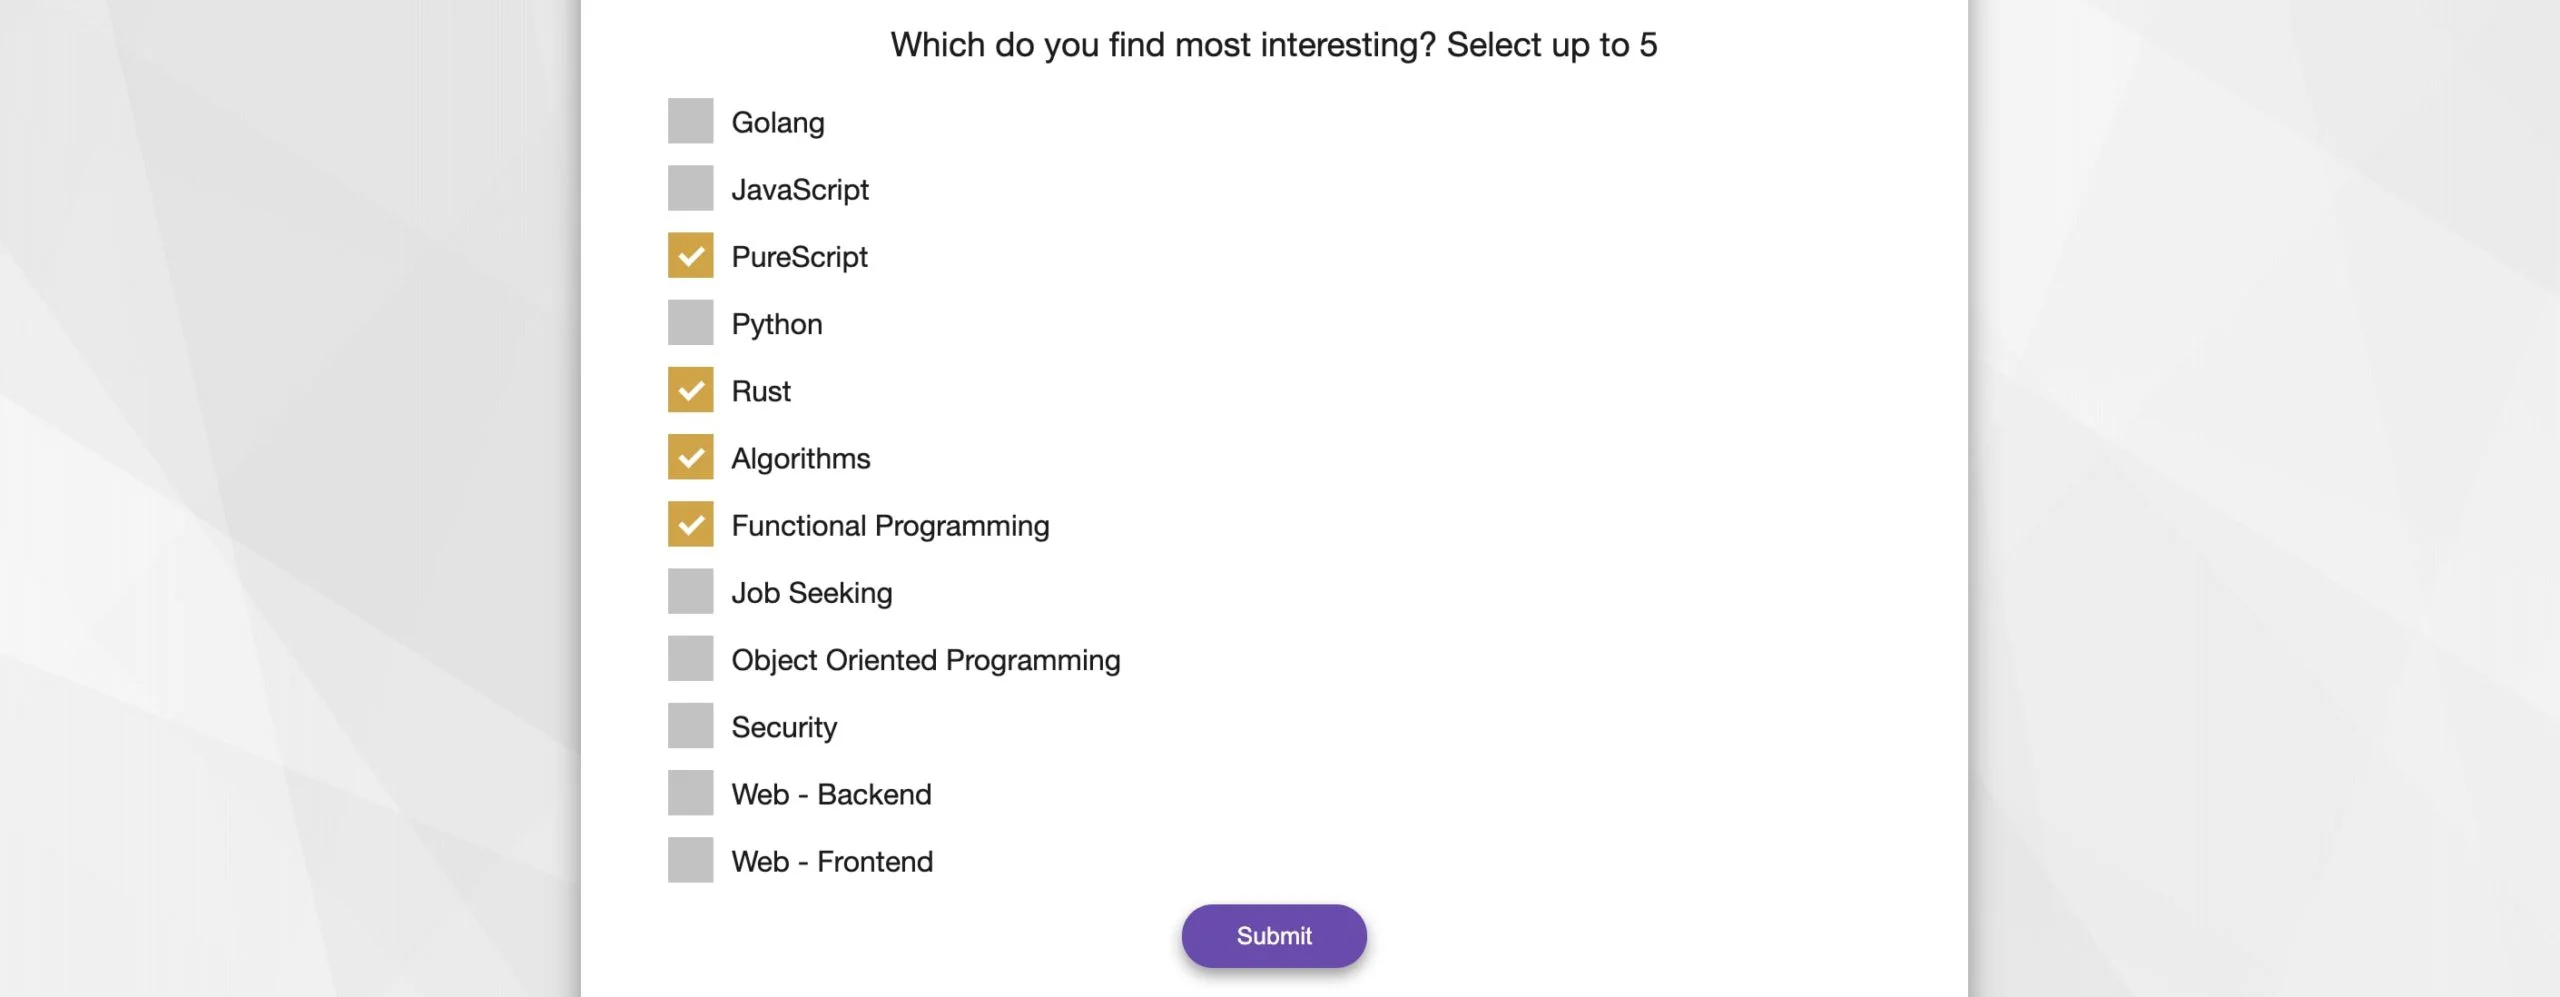 Which do you find most interesting? Select up to 5
Golang
JavaScript
PureScript
Python
Rust
Algorithms
Functional Programming
Job Seeking
Object Oriented Programming
Security
Web - Backend
Web - Frontend
Submit